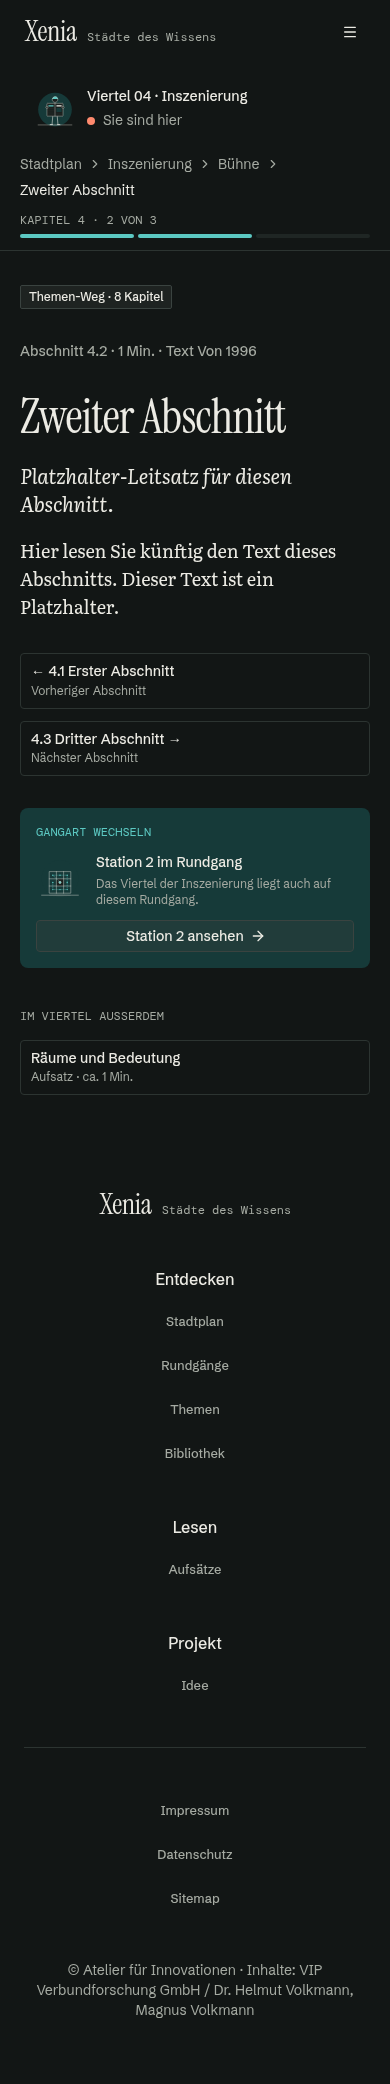 Xenia Städte des Wissens
Viertel 04 · Inszenierung
Sie sind hier
Stadtplan > Inszenierung > Bühne >
Zweiter Abschnitt
KAPITEL 4 · 2 VON 3
Themen-Weg · 8 Kapitel
Abschnitt 4.2 · 1 Min. · Text Von 1996
Zweiter Abschnitt
Platzhalter-Leitsatz für diesen
Abschnitt.
Hier lesen Sie künftig den Text dieses
Abschnitts. Dieser Text ist ein
Platzhalter.
← 4.1 Erster Abschnitt
Vorheriger Abschnitt
4.3 Dritter Abschnitt →
Nächster Abschnitt
GANGART WECHSELN
Station 2 im Rundgang
Das Viertel der Inszenierung liegt auch auf
diesem Rundgang.
Station 2 ansehen →
IM VIERTEL AUSSERDEM
Räume und Bedeutung
Aufsatz · ca. 1 Min.
Xenia Städte des Wissens
Entdecken
Stadtplan
Rundgänge
Themen
Bibliothek
Lesen
Aufsätze
Projekt
Idee
Impressum
Datenschutz
Sitemap
© Atelier für Innovationen · Inhalte: VIP
Verbundforschung GmbH / Dr. Helmut Volkmann,
Magnus Volkmann